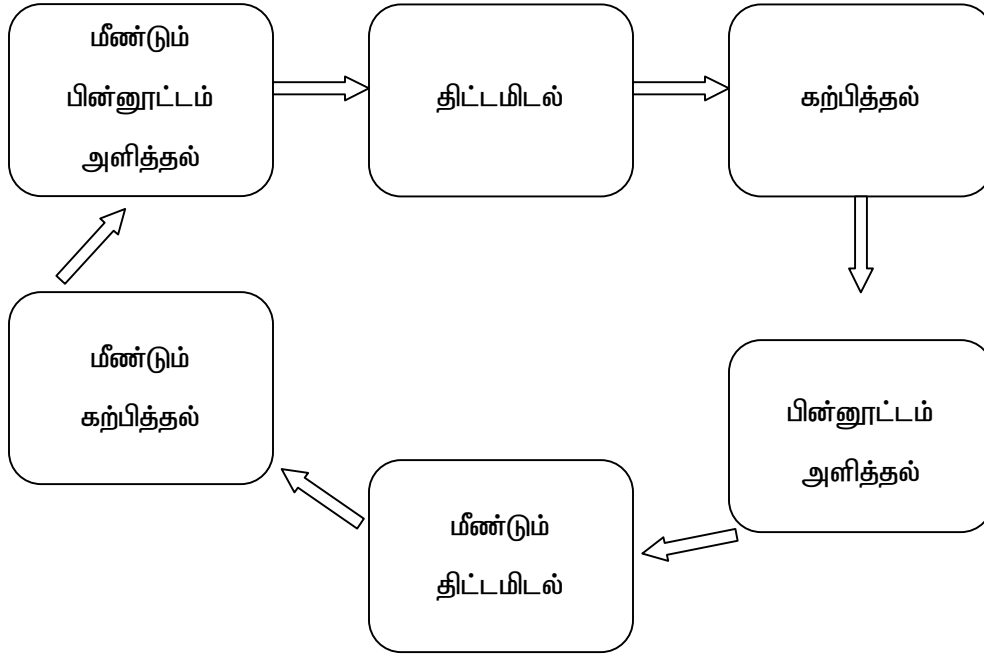 மீண்டும்
பின்னூட்டம்
அளித்தல்
திட்டமிடல்
கற்பித்தல்
மீண்டும்
கற்பித்தல்
பின்னூட்டம்
அளித்தல்
மீண்டும்
திட்டமிடல்